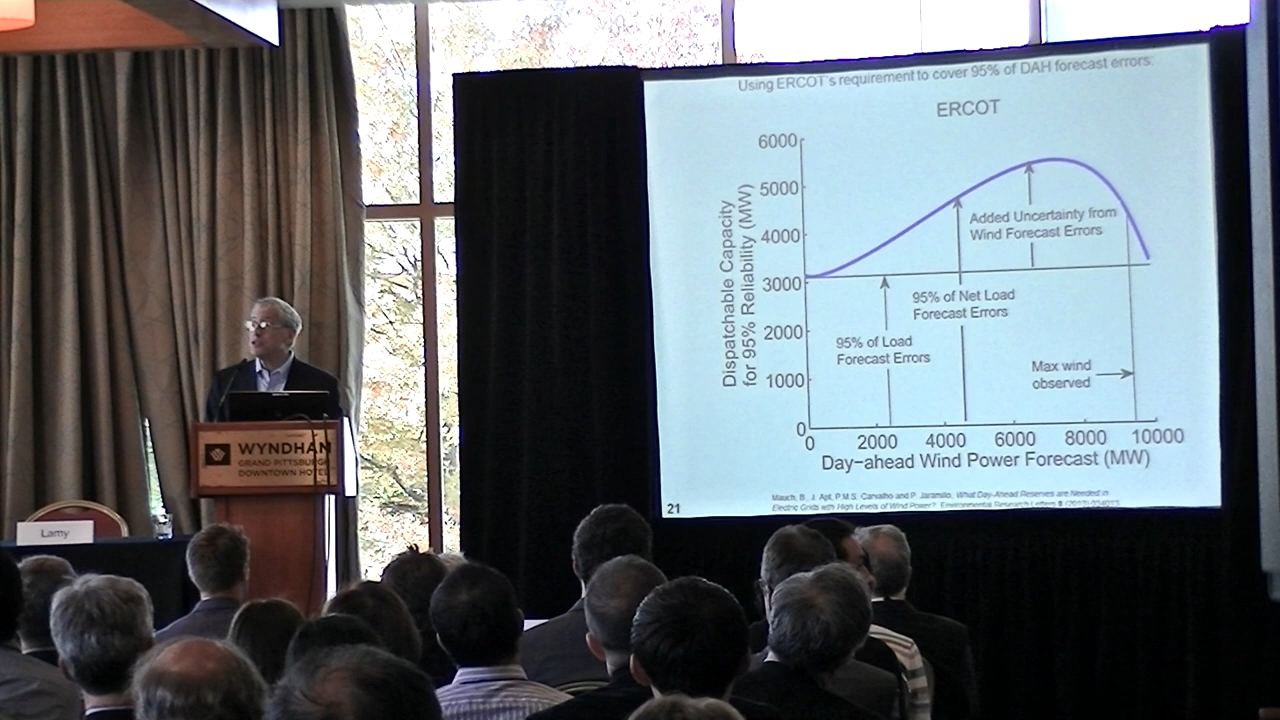 Using ERCOT's requirement to cover 95% of DAH forecast errors.
ERCOT
6000
5000
4000
3000
2000
1000
0
Dispatchable Capacity
for 95% Reliability (MW)
Added Uncertainty from
Wind Forecast Errors
95% of Net Load
Forecast Errors
95% of Load
Forecast Errors
Max wind
observed
0 2000 4000 6000 8000 10000
Day-ahead Wind Power Forecast (MW)
Mauch, B., J. Apt, P.M.S. Carvalho and P. Jaramillo, What Day-Ahead Reserves are Needed in
Electric Grids with High Levels of Wind Power? Environmental Research Letters 8 (2013)
21
WYNDHAM
GRAND PITTSBURGH
DOWNTOWN HOTEL
Lamy